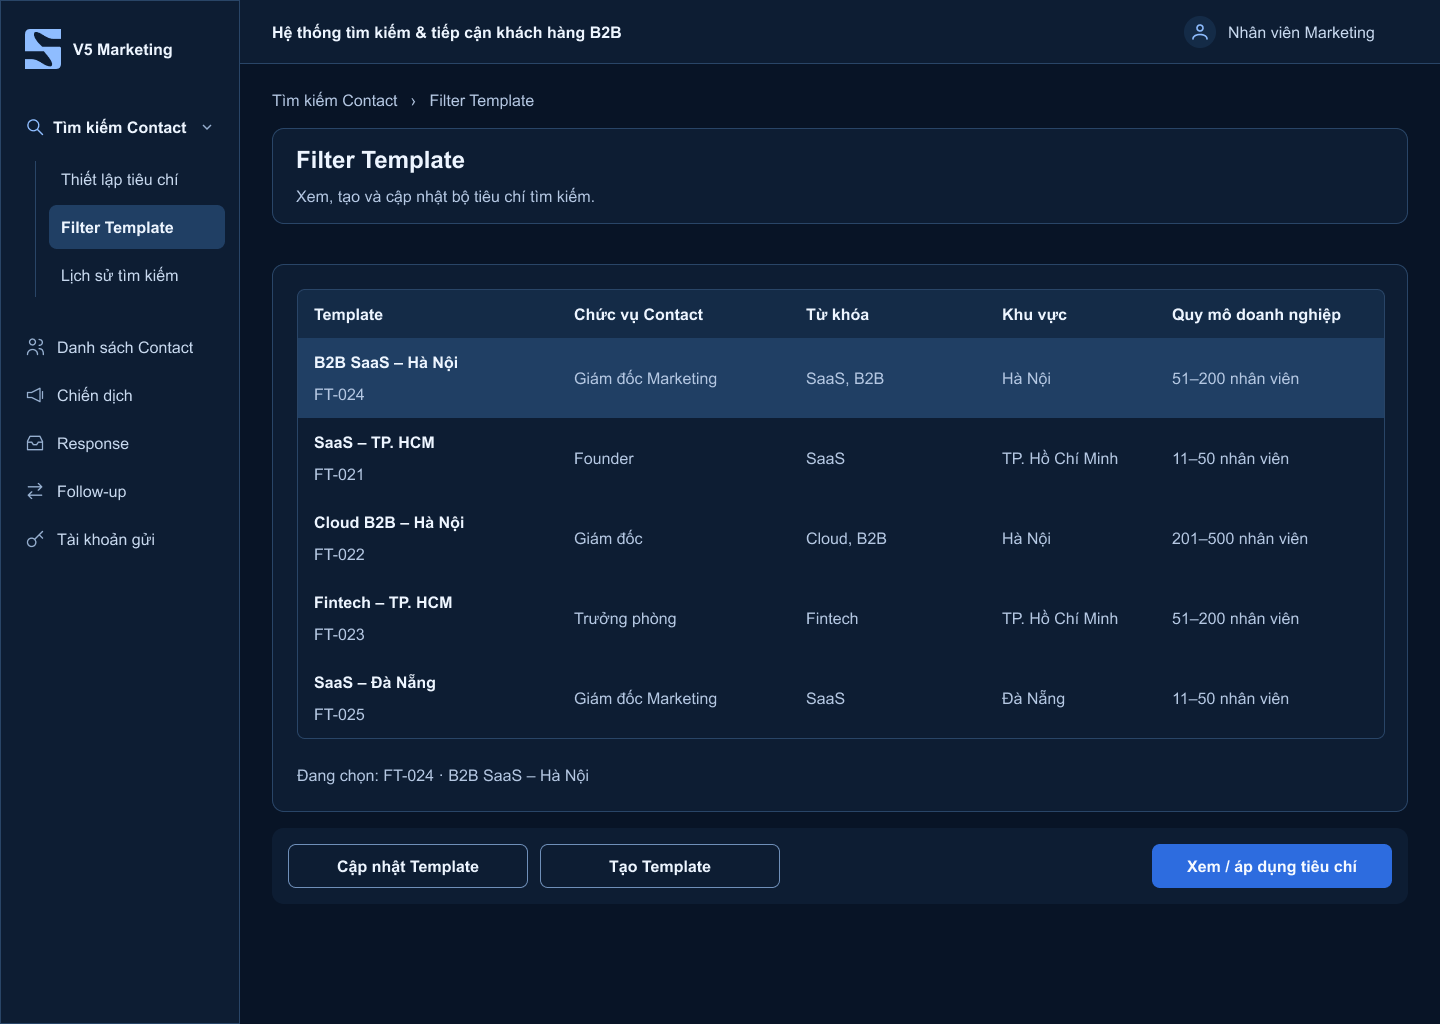 V5 Marketing
Hệ thống tìm kiếm & tiếp cận khách hàng B2B
Nhân viên Marketing
Tìm kiếm Contact
Thiết lập tiêu chí
Filter Template
Lịch sử tìm kiếm
Danh sách Contact
Chiến dịch
Response
Follow-up
Tài khoản gửi
Tìm kiếm Contact › Filter Template
Filter Template
Xem, tạo và cập nhật bộ tiêu chí tìm kiếm.
Template Chức vụ Contact Từ khóa Khu vực Quy mô doanh nghiệp
B2B SaaS – Hà Nội
FT-024 Giám đốc Marketing SaaS, B2B Hà Nội 51–200 nhân viên
SaaS – TP. HCM
FT-021 Founder SaaS TP. Hồ Chí Minh 11–50 nhân viên
Cloud B2B – Hà Nội
FT-022 Giám đốc Cloud, B2B Hà Nội 201–500 nhân viên
Fintech – TP. HCM
FT-023 Trưởng phòng Fintech TP. Hồ Chí Minh 51–200 nhân viên
SaaS – Đà Nẵng
FT-025 Giám đốc Marketing SaaS Đà Nẵng 11–50 nhân viên
Đang chọn: FT-024 · B2B SaaS – Hà Nội
Cập nhật Template Tạo Template Xem / áp dụng tiêu chí